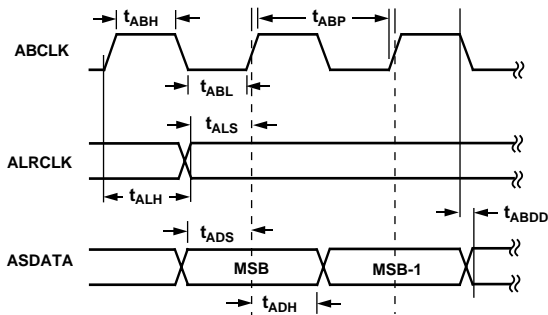 tABH
tABP
ABCLK
tABL
tALS
ALRCLK
tALH
tABDD
tADS
ASDATA
MSB
MSB-1
tADH